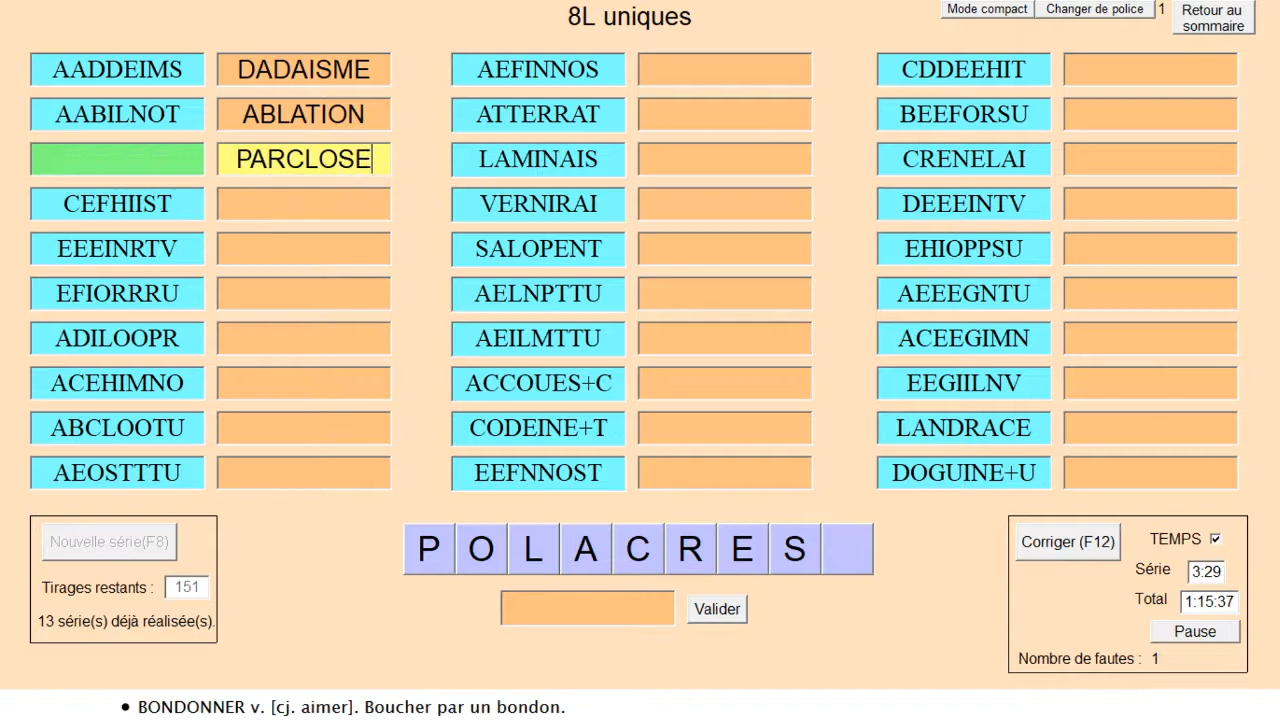 8L uniques
Mode compact Changer de police 1 Retour au sommaire
AADDEIMS DADAISME AEFINNOS CDDEEHIT
AABILNOT ABLATION ATTERRAT BEEFORSU
PARCLOSE LAMINAIS CRENELAI
CEFHIIST VERNIRAI DEEEINTV
EEEINRTV SALOPENT EHIOPPSU
EFIORRRU AELNPTTU AEEEGNTU
ADILOOPR AEILMTTU ACEEGIMN
ACEHIMNO ACCOUES+C EEGIILNV
ABCLOOTU CODEINE+T LANDRACE
AEOSTTTU EEFNNOST DOGUINE+U
Nouvelle série(F8)
Tirages restants : 151
13 série(s) déjà réalisée(s).
P O L A C R E S
Valider
Corriger (F12) TEMPS
Série 3:29
Total 1:15:37
Pause
Nombre de fautes : 1
• BONDONNER v. [cj. aimer]. Boucher par un bondon.